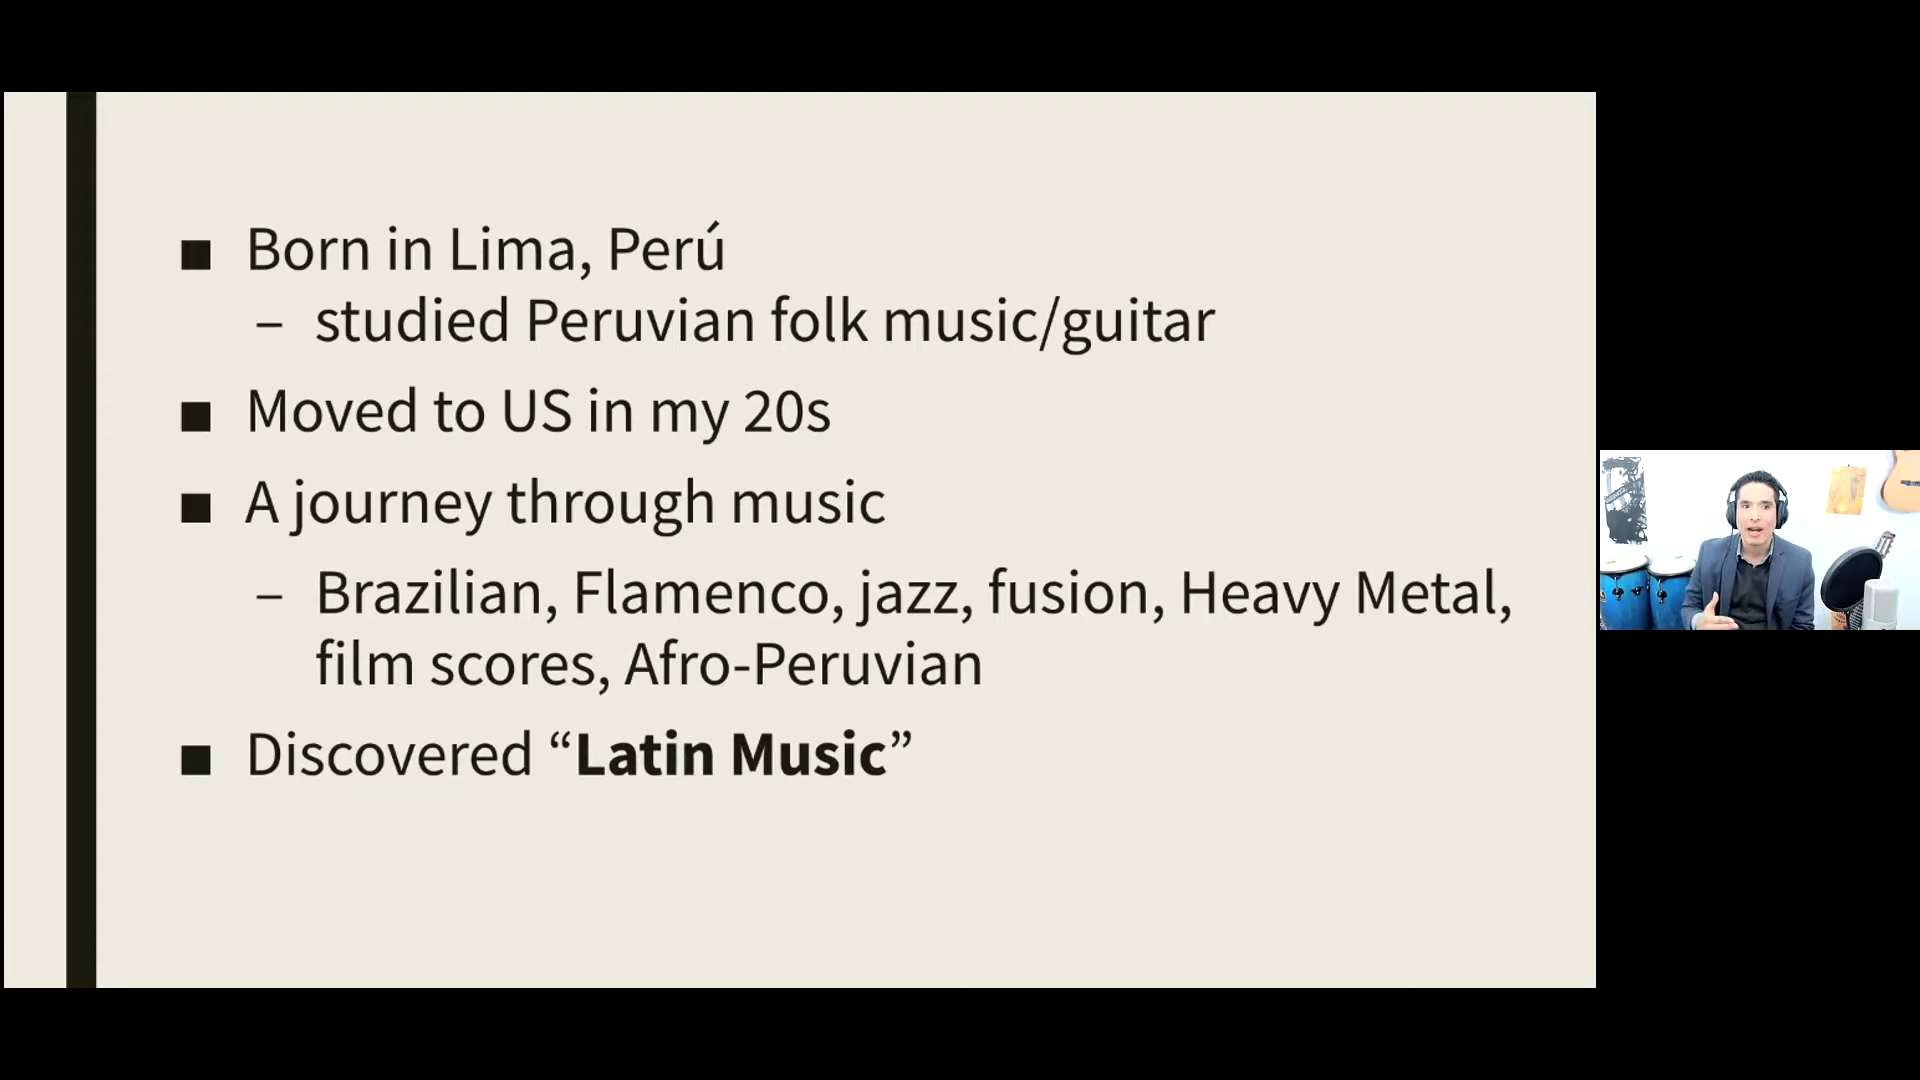 ■ Born in Lima, Perú
– studied Peruvian folk music/guitar
■ Moved to US in my 20s
■ A journey through music
– Brazilian, Flamenco, jazz, fusion, Heavy Metal,
film scores, Afro-Peruvian
■ Discovered “Latin Music”